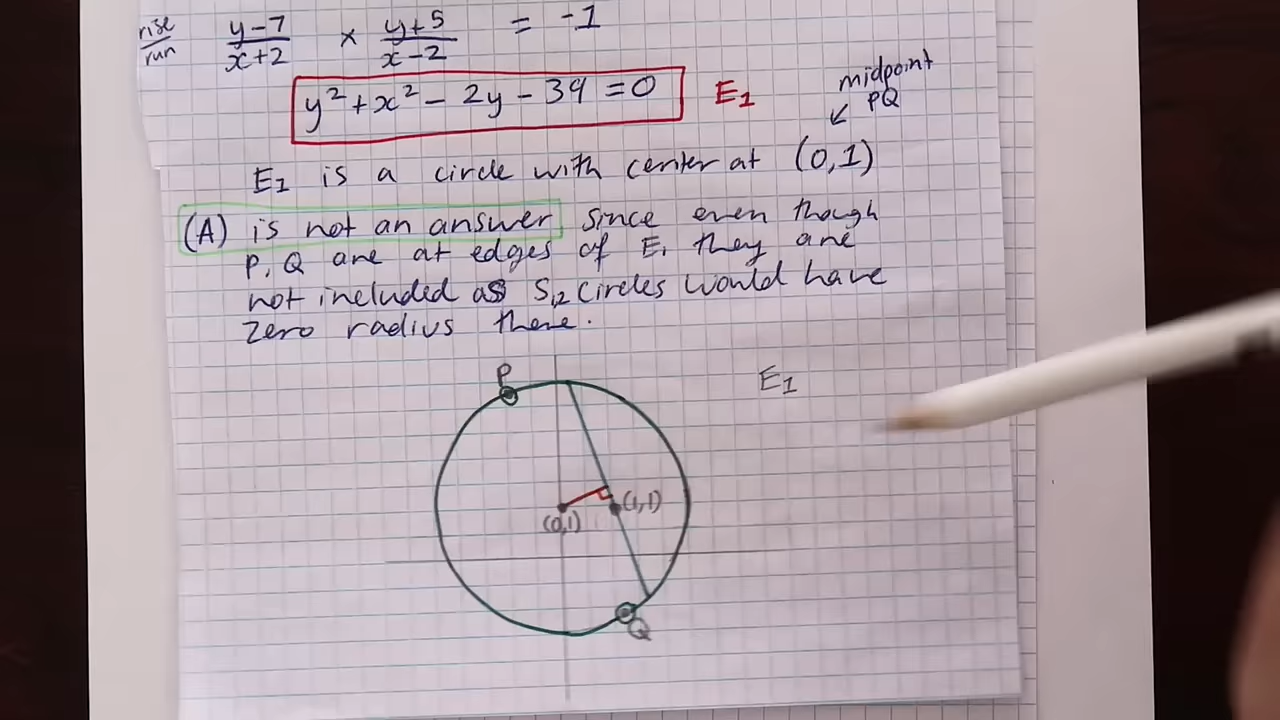 rise/run y-7/x+2 × y+5/x-2 = -1
y² + x² - 2y - 39 = 0 E₁
midpoint
PQ
E₁ is a circle with center at (0,1)
(A) is not an answer since even though
P, Q are at edges of E₁ they are
not included as S₁₂ circles would have
zero radius there.
P
E₁
(0,1)
(1,1)
Q